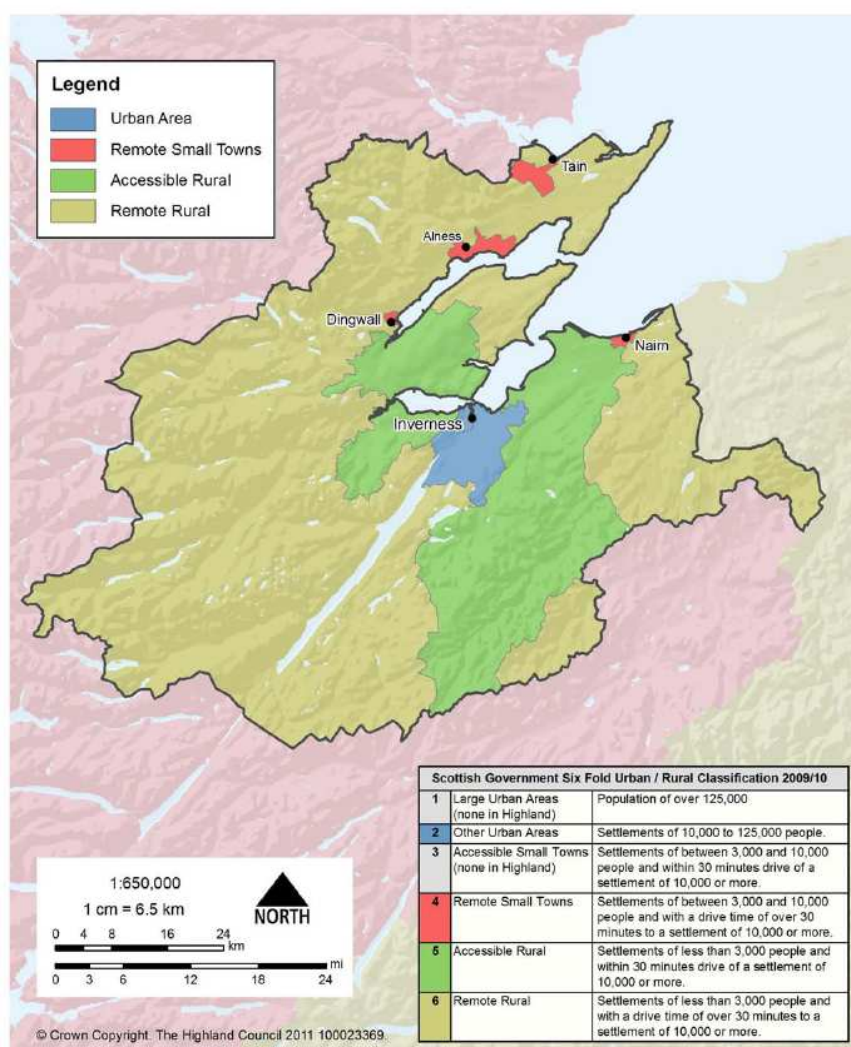 Legend
Urban Area
Remote Small Towns
Accessible Rural
Remote Rural
Tain
Alness
Dingwall
Nairn
Inverness
Scottish Government Six Fold Urban / Rural Classification 2009/10
1 Large Urban Areas Population of over 125,000
(none in Highland)
2 Other Urban Areas Settlements of 10,000 to 125,000 people.
3 Accessible Small Towns Settlements of between 3,000 and 10,000
(none in Highland) people and within 30 minutes drive of a
settlement of 10,000 or more.
4 Remote Small Towns Settlements of between 3,000 and 10,000
people and with a drive time of over 30
minutes to a settlement of 10,000 or more.
5 Accessible Rural Settlements of less than 3,000 people and
within 30 minutes drive of a settlement of
10,000 or more.
6 Remote Rural Settlements of less than 3,000 people and
with a drive time of over 30 minutes to a
settlement of 10,000 or more.
1:650,000
1 cm = 6.5 km
NORTH
0 4 8 12 16 20 24
km
0 3 6 12 18 24
mi
© Crown Copyright. The Highland Council 2011 100023369.